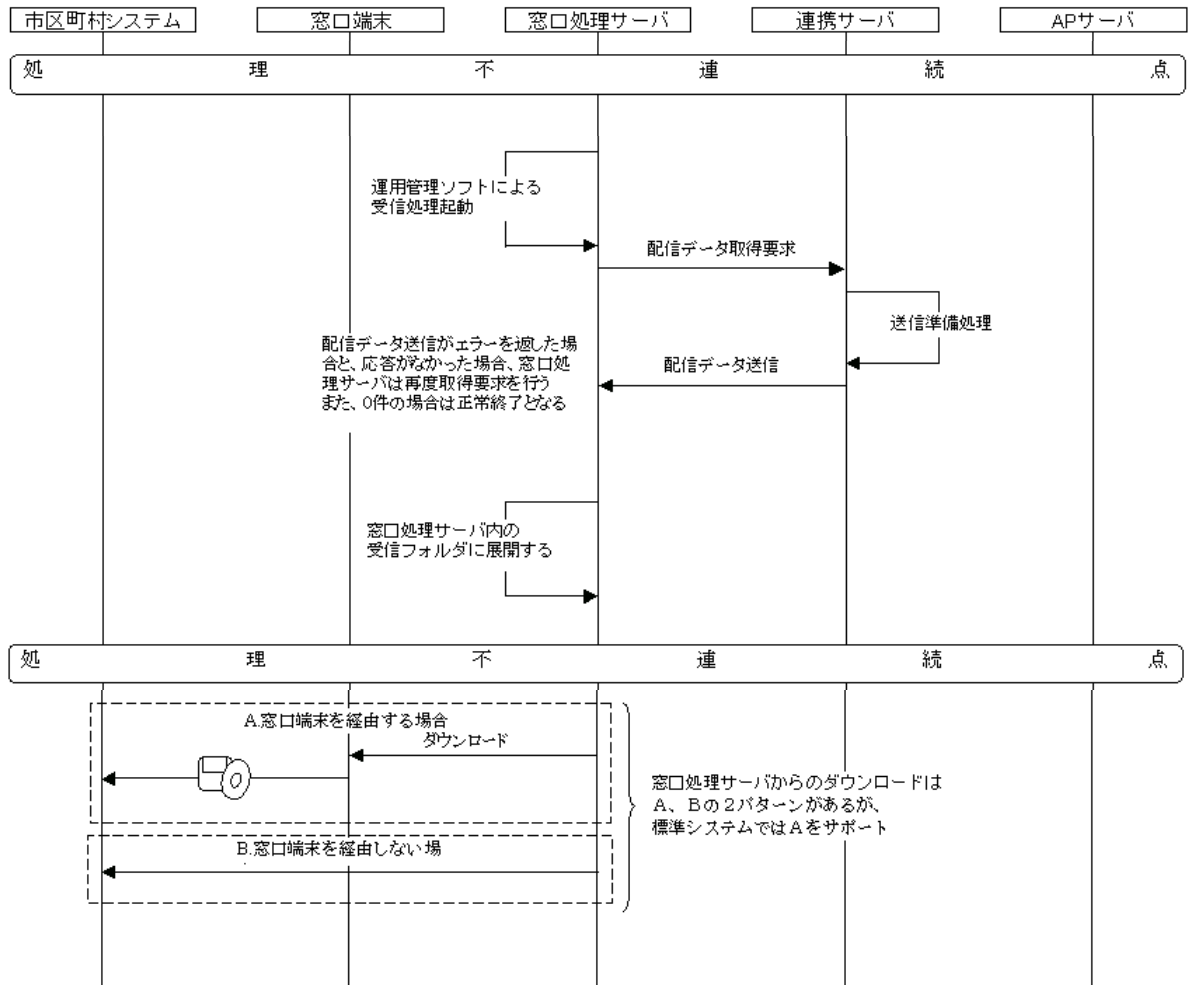 市区町村システム
窓口端末
窓口処理サーバ
連携サーバ
APサーバ
処理不連続点
運用管理ソフトによる
受信処理起動
配信データ取得要求
送信準備処理
配信データ送信がエラーを返した場
合と、応答がなかった場合、窓口処
理サーバは再度取得要求を行う
また、0件の場合は正常終了となる
配信データ送信
窓口処理サーバ内の
受信フォルダに展開する
処理不連続点
A.窓口端末を経由する場合
ダウンロード
窓口処理サーバからのダウンロードは
A、Bの2パターンがあるが、
標準システムではAをサポート
B.窓口端末を経由しない場